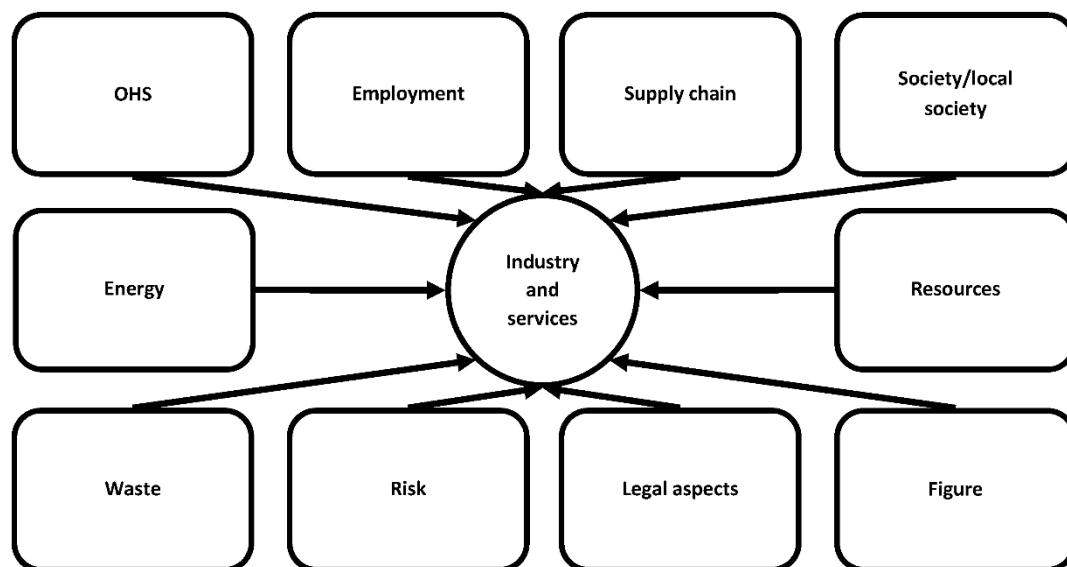 OHS
Employment
Supply chain
Society/local
society
Energy
Industry
and
services
Resources
Waste
Risk
Legal aspects
Figure